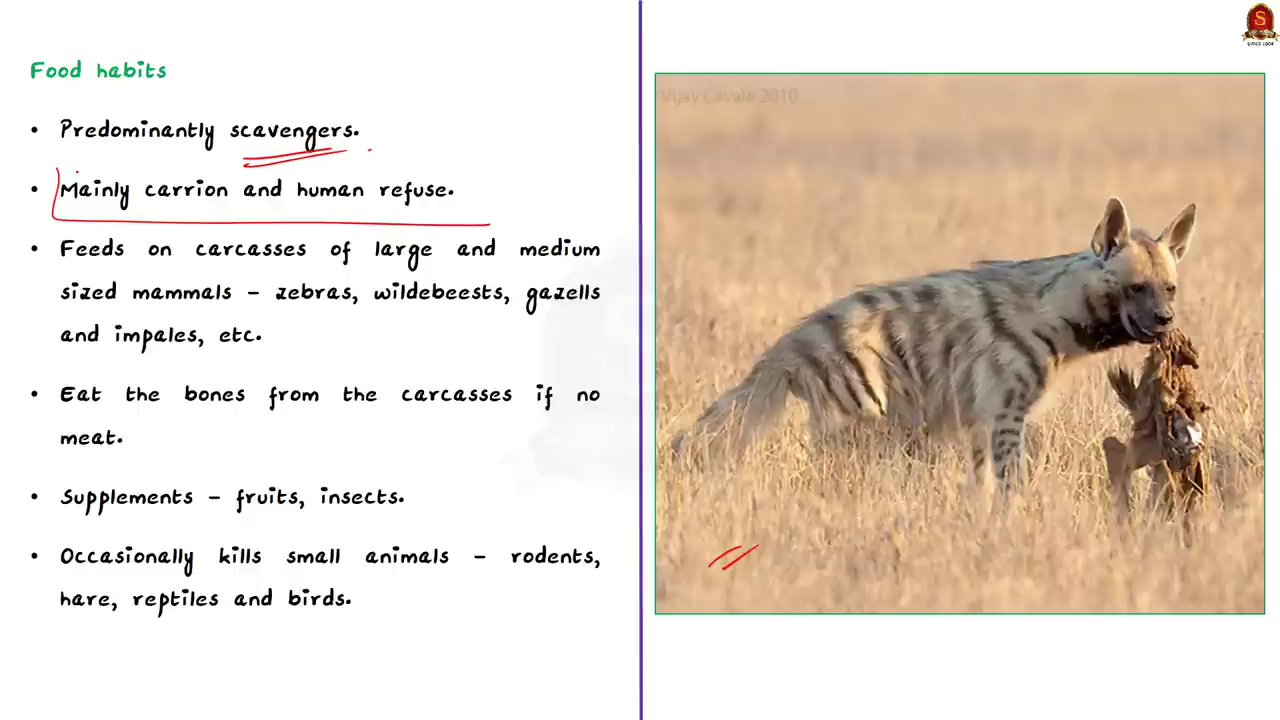 Food habits
• Predominantly scavengers.
• Mainly carrion and human refuse.
• Feeds on carcasses of large and medium
sized mammals – zebras, wildebeests, gazells
and impales, etc.
• Eat the bones from the carcasses if no
meat.
• Supplements – fruits, insects.
• Occasionally kills small animals – rodents,
hare, reptiles and birds.
Vijay Cavale 2010
S
SINCE 2004